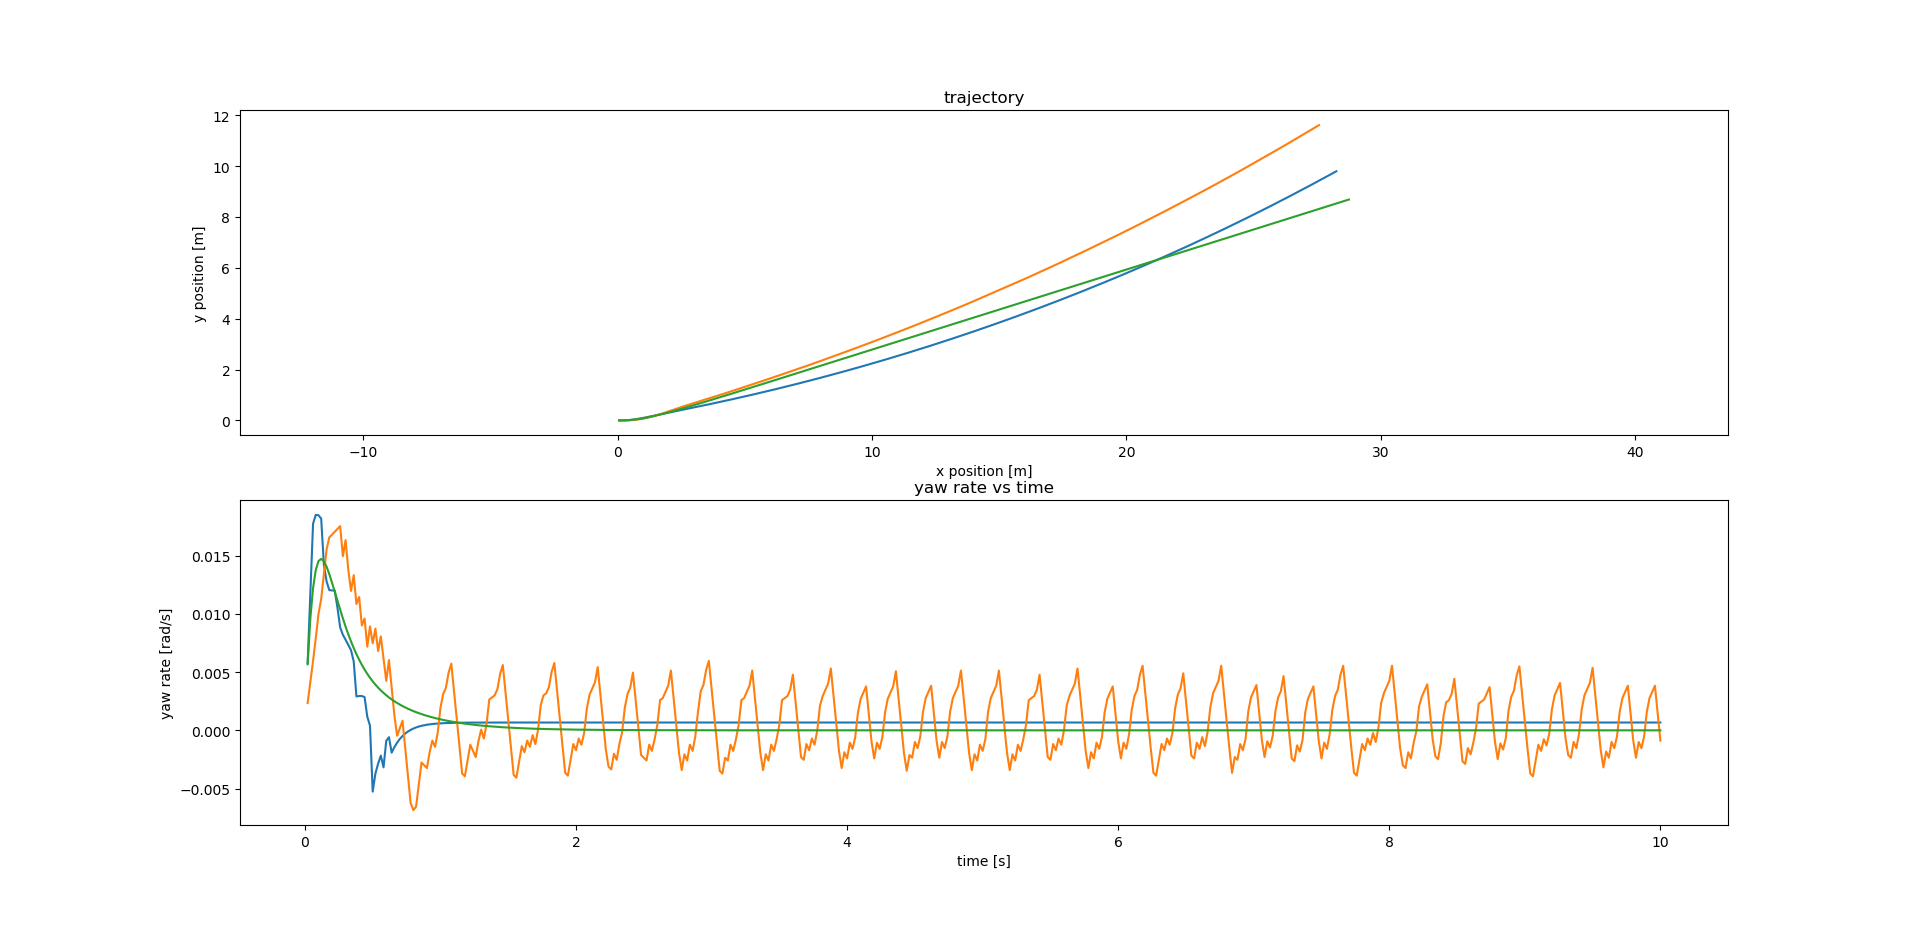 trajectory
12
10
8
6
4
2
0
y position [m]
−10 0 10 20 30 40
x position [m]
yaw rate vs time
0.015
0.010
0.005
0.000
−0.005
yaw rate [rad/s]
0 2 4 6 8 10
time [s]